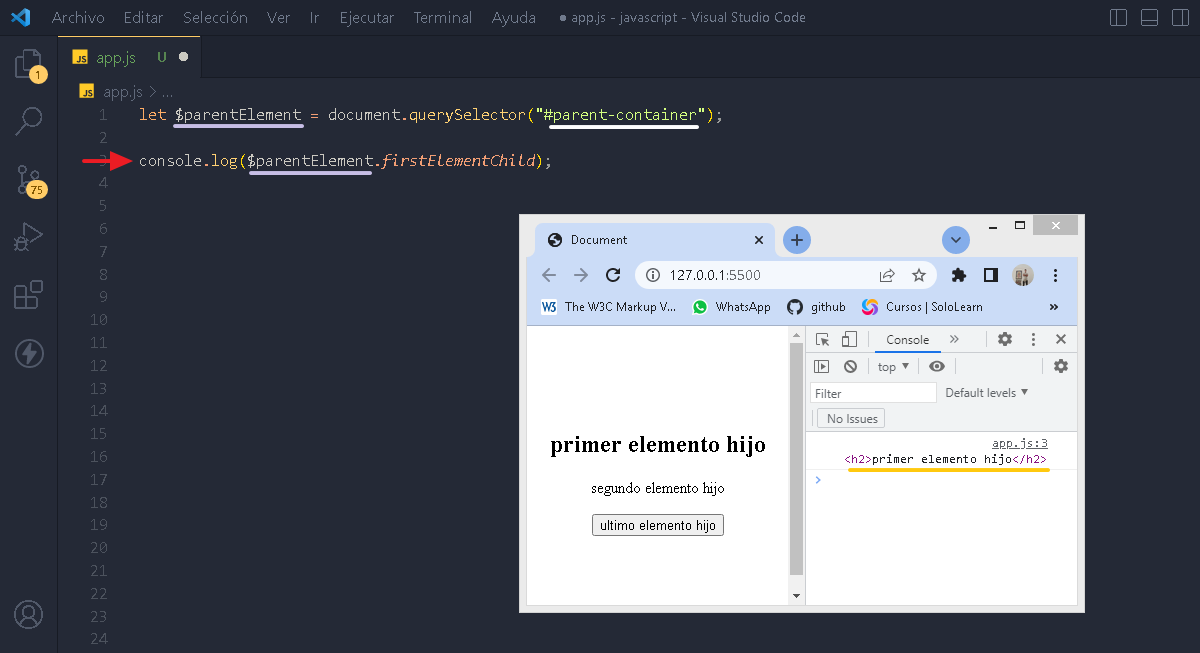 Archivo Editar Selección Ver Ir Ejecutar Terminal Ayuda ● app.js - javascript - Visual Studio Code
JS app.js U ●
1
JS app.js > ...
1 let $parentElement = document.querySelector("#parent-container");
2
3 console.log($parentElement.firstElementChild);
4
5
6
7
8
9
10
11
12
13
14
15
16
17
18
19
20
21
22
23
24
75
Document
127.0.0.1:5500
W3 The W3C Markup V... WhatsApp github Cursos | SoloLearn »
primer elemento hijo
segundo elemento hijo
ultimo elemento hijo
Console »
top ▼
Filter Default levels ▼
No Issues
app.js:3
<h2>primer elemento hijo</h2>
>